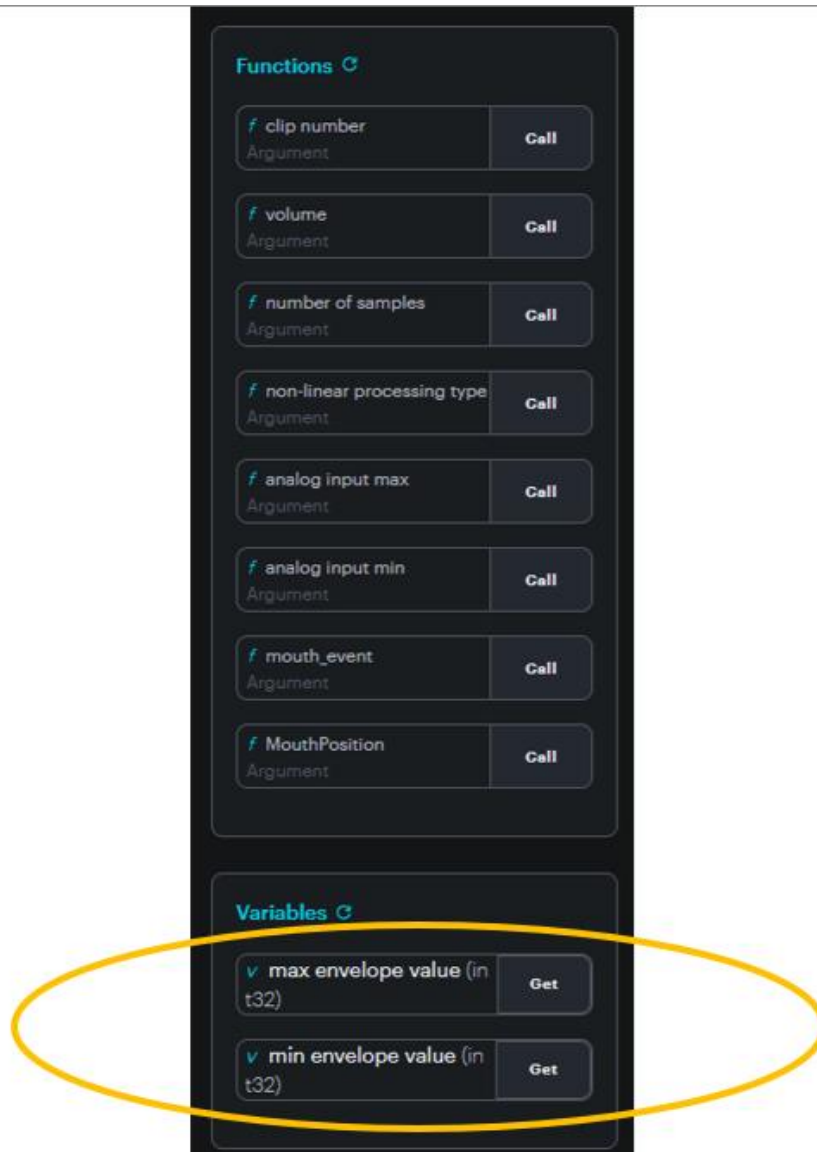 Functions
f clip number
Argument
Call
f volume
Argument
Call
f number of samples
Argument
Call
f non-linear processing type
Argument
Call
f analog input max
Argument
Call
f analog input min
Argument
Call
f mouth_event
Argument
Call
f MouthPosition
Argument
Call
Variables
v max envelope value (in
t32)
Get
v min envelope value (in
t32)
Get